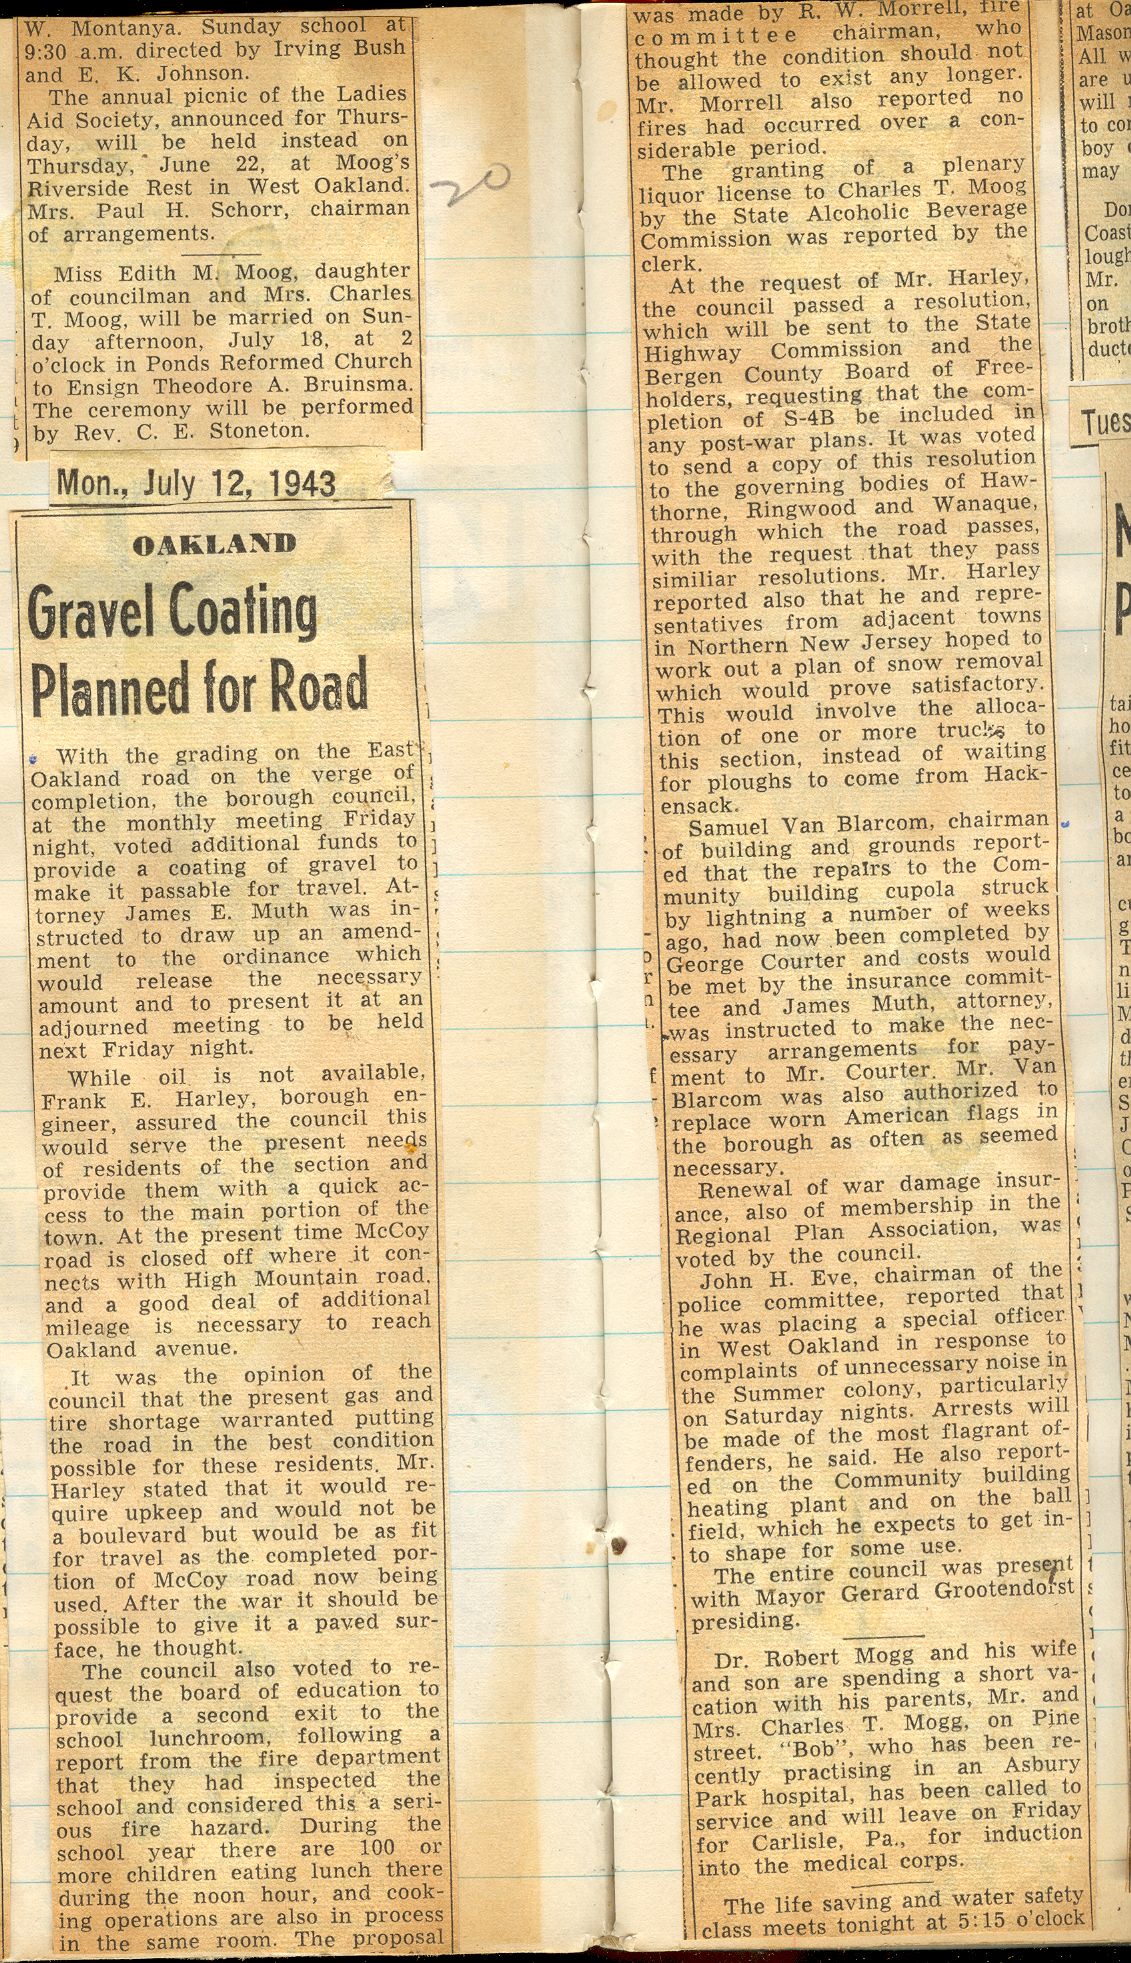 W. Montanya. Sunday school at
9:30 a.m. directed by Irving Bush
and E. K. Johnson.
The annual picnic of the Ladies
Aid Society, announced for Thurs-
day, will be held instead on
Thursday, June 22, at Moog's
Riverside Rest in West Oakland.
Mrs. Paul H. Schorr, chairman
of arrangements.
Miss Edith M. Moog, daughter
of councilman and Mrs. Charles
T. Moog, will be married on Sun-
day afternoon, July 18, at 2
o'clock in Ponds Reformed Church
to Ensign Theodore A. Bruinsma.
The ceremony will be performed
by Rev. C. E. Stoneton.
20
Mon., July 12, 1943
OAKLAND
Gravel Coating
Planned for Road
With the grading on the East
Oakland road on the verge of
completion, the borough council,
at the monthly meeting Friday
night, voted additional funds to
provide a coating of gravel to
make it passable for travel. At-
torney James E. Muth was in-
structed to draw up an amend-
ment to the ordinance which
would release the necessary
amount and to present it at an
adjourned meeting to be held
next Friday night.
While oil is not available,
Frank E. Harley, borough en-
gineer, assured the council this
would serve the present needs
of residents of the section and
provide them with a quick ac-
cess to the main portion of the
town. At the present time McCoy
road is closed off where it con-
nects with High Mountain road,
and a good deal of additional
mileage is necessary to reach
Oakland avenue.
It was the opinion of the
council that the present gas and
tire shortage warranted putting
the road in the best condition
possible for these residents. Mr.
Harley stated that it would re-
quire upkeep and would not be
a boulevard but would be as fit
for travel as the completed por-
tion of McCoy road now being
used. After the war it should be
possible to give it a paved sur-
face, he thought.
The council also voted to re-
quest the board of education to
provide a second exit to the
school lunchroom, following a
report from the fire department
that they had inspected the
school and considered this a seri-
ous fire hazard. During the
school year there are 100 or
more children eating lunch there
during the noon hour, and cook-
ing operations are also in process
in the same room. The proposal
was made by R. W. Morrell, fire
committee chairman, who
thought the condition should not
be allowed to exist any longer.
Mr. Morrell also reported no
fires had occurred over a con-
siderable period.
The granting of a plenary
liquor license to Charles T. Moog
by the State Alcoholic Beverage
Commission was reported by the
clerk.
At the request of Mr. Harley,
the council passed a resolution,
which will be sent to the State
Highway Commission and the
Bergen County Board of Free-
holders, requesting that the com-
pletion of S-4B be included in
any post-war plans. It was voted
to send a copy of this resolution
to the governing bodies of Haw-
thorne, Ringwood and Wanaque,
through which the road passes,
with the request that they pass
similiar resolutions. Mr. Harley
reported also that he and repre-
sentatives from adjacent towns
in Northern New Jersey hoped to
work out a plan of snow removal
which would prove satisfactory.
This would involve the alloca-
tion of one or more trucks to
this section, instead of waiting
for ploughs to come from Hack-
ensack.
Samuel Van Blarcom, chairman
of building and grounds report-
ed that the repairs to the Com-
munity building cupola struck
by lightning a number of weeks
ago, had now been completed by
George Courter and costs would
be met by the insurance commit-
tee and James Muth, attorney,
was instructed to make the nec-
essary arrangements for pay-
ment to Mr. Courter. Mr. Van
Blarcom was also authorized to
replace worn American flags in
the borough as often as seemed
necessary.
Renewal of war damage insur-
ance, also of membership in the
Regional Plan Association, was
voted by the council.
John H. Eve, chairman of the
police committee, reported that
he was placing a special officer
in West Oakland in response to
complaints of unnecessary noise in
the Summer colony, particularly
on Saturday nights. Arrests will
be made of the most flagrant of-
fenders, he said. He also report-
ed on the Community building
heating plant and on the ball
field, which he expects to get in-
to shape for some use.
The entire council was present
with Mayor Gerard Grootendorst
presiding.
Dr. Robert Mogg and his wife
and son are spending a short va-
cation with his parents, Mr. and
Mrs. Charles T. Mogg, on Pine
street. "Bob", who has been re-
cently practising in an Asbury
Park hospital, has been called to
service and will leave on Friday
for Carlisle, Pa., for induction
into the medical corps.
The life saving and water safety
class meets tonight at 5:15 o'clock
at Oa
Mason
All w
are u
will
to co
boy
may
Coast
lough
Mr.
on
broth
ducte
Tues